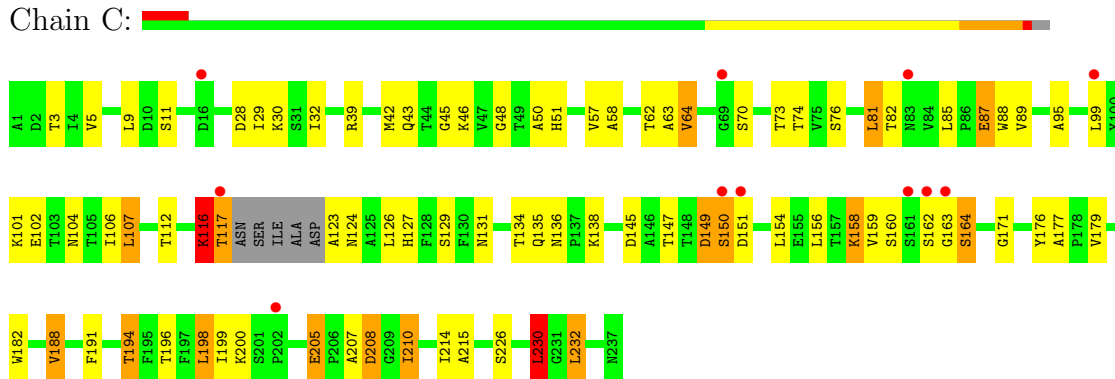 Chain C:
A1 D2 T3 I4 V5 L9 D10 S11 D16 D28 I29 K30 S31 I32 R39 M42 Q43 T44 G45 K46 V47 G48 T49 A50 H51 V57 A58 T62 A63 V64 G69 S70 T73 T74 V75 S76 L81 T82 N83 V84 L85 P86 E87 W88 V89 A95 L99 Y100
K101 E102 T103 N104 T105 I106 L107 T112 K116 T117 ASN SER ILE ALA ASP A123 N124 A125 L126 H127 F128 S129 F130 N131 T134 Q135 N136 P137 K138 D145 A146 T147 T148 D149 S150 D151 L154 E155 L156 T157 K158 V159 S160 S161 S162 G163 S164 G171 Y176 A177 P178 V179
W182 V188 F191 T194 F195 T196 F197 L198 I199 K200 S201 P202 E205 P206 A207 D208 G209 I210 I214 A215 S226 L230 G231 L232 N237